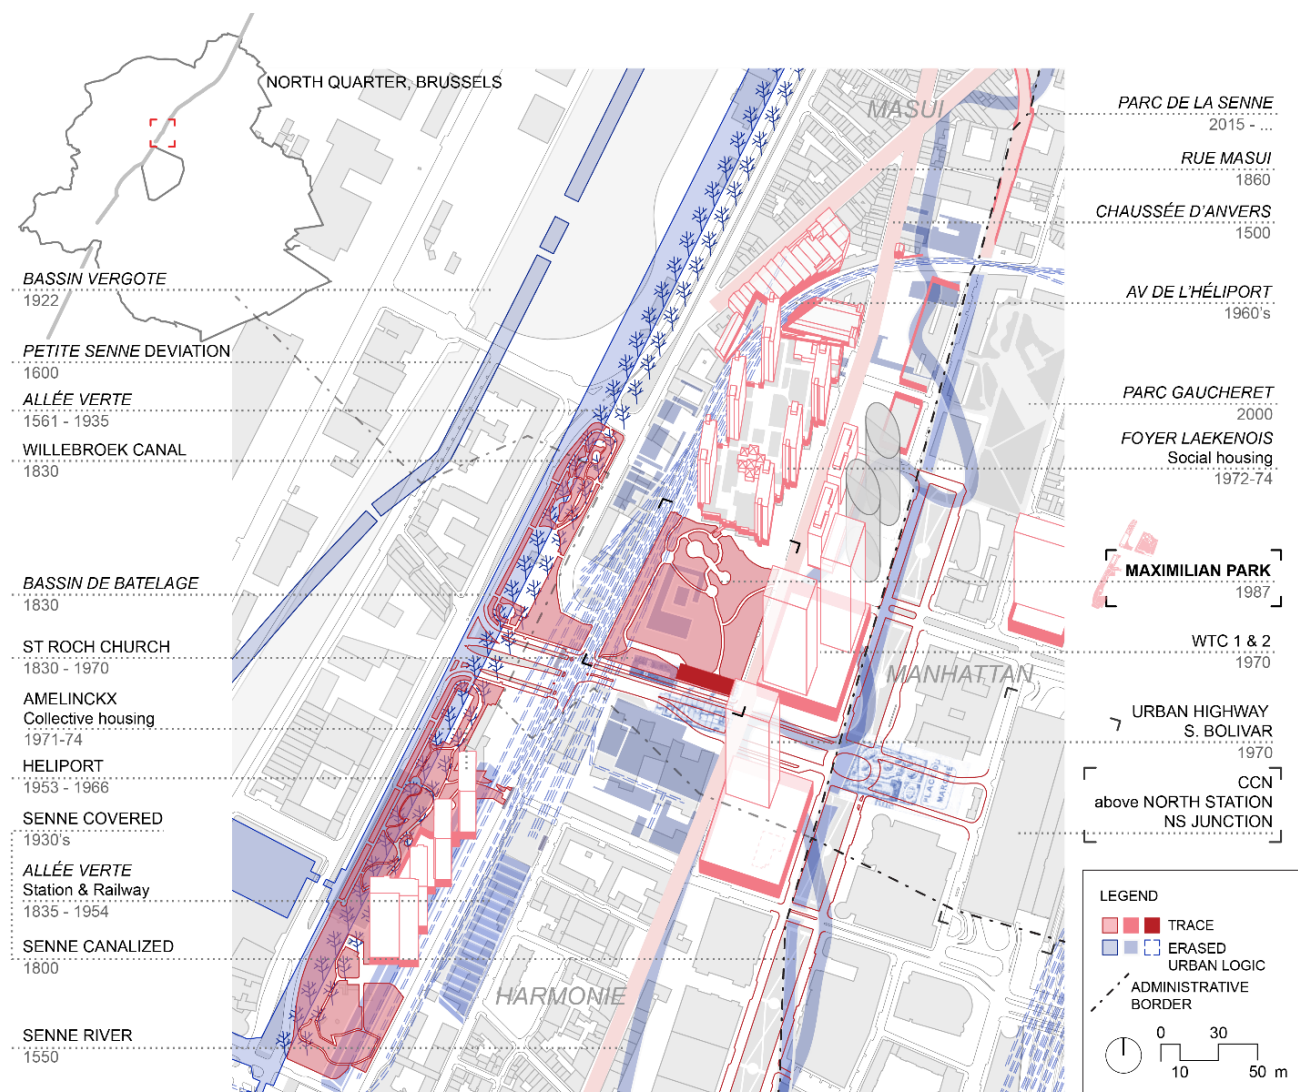 NORTH QUARTER, BRUSSELS
BASSIN VERGOTE
1922
PETITE SENNE DEVIATION
1600
ALLÉE VERTE
1561 - 1935
WILLEBROEK CANAL
1830
BASSIN DE BATELAGE
1830
ST ROCH CHURCH
1830 - 1970
AMELINCKX
Collective housing
1971-74
HELIPORT
1953 - 1966
SENNE COVERED
1930's
ALLÉE VERTE
Station & Railway
1835 - 1954
SENNE CANALIZED
1800
SENNE RIVER
1550
MASUI
MANHATTAN
PLACE DU
MARCHÉ
HARMONIE
PARC DE LA SENNE
2015 - ...
RUE MASUI
1860
CHAUSSÉE D'ANVERS
1500
AV DE L'HÉLIPORT
1960's
PARC GAUCHERET
2000
FOYER LAEKENOIS
Social housing
1972-74
MAXIMILIAN PARK
1987
WTC 1 & 2
1970
URBAN HIGHWAY
S. BOLIVAR
1970
CCN
above NORTH STATION
NS JUNCTION
LEGEND
TRACE
ERASED
URBAN LOGIC
ADMINISTRATIVE
BORDER
0 30
10 50 m